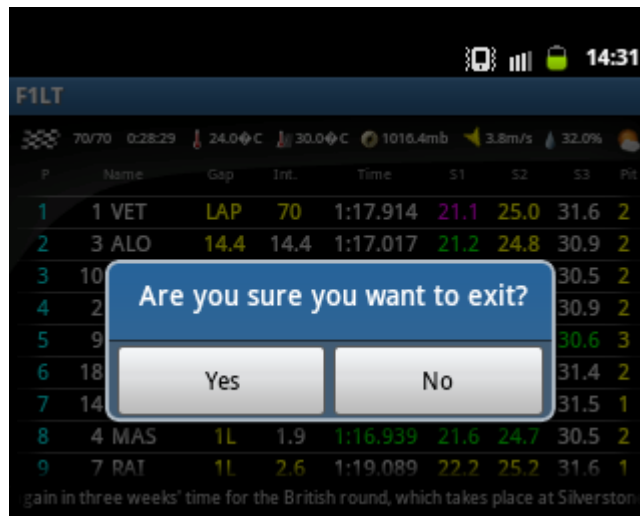 14:31
F1LT
70/70 0:28:29 24.0�C 30.0�C 1016.4mb 3.8m/s 32.0%
P Name Gap Int. Time S1 S2 S3 Pit
1 1 VET LAP 70 1:17.914 21.1 25.0 31.6 2
2 3 ALO 14.4 14.4 1:17.017 21.2 24.8 30.9 2
3 10 30.5 2
4 2 30.9 2
5 9 30.6 3
6 18 31.4 2
7 14 31.5 1
Are you sure you want to exit?
Yes No
8 4 MAS 1L 1.9 1:16.939 21.6 24.7 30.5 2
9 7 RAI 1L 2.6 1:19.089 22.2 25.2 31.6 1
gain in three weeks' time for the British round, which takes place at Silverston